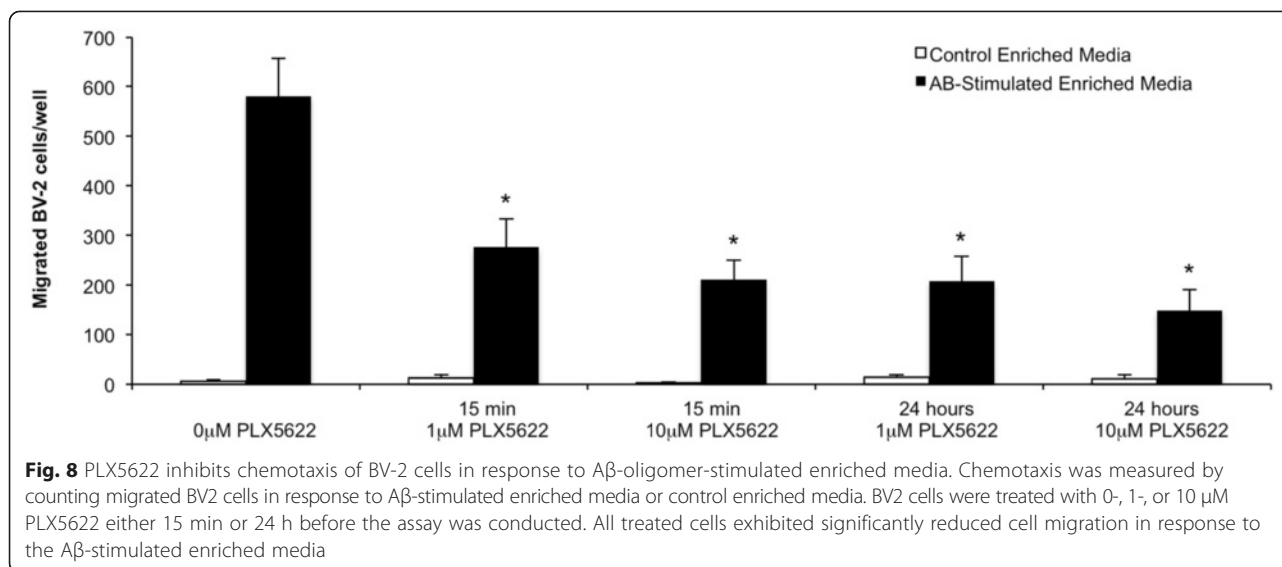 700
600
500
400
300
200
100
0
Migrated BV-2 cells/well
Control Enriched Media
AB-Stimulated Enriched Media
*
*
*
*
0µM PLX5622
15 min
1µM PLX5622
15 min
10µM PLX5622
24 hours
1µM PLX5622
24 hours
10µM PLX5622
Fig. 8 PLX5622 inhibits chemotaxis of BV-2 cells in response to Aβ-oligomer-stimulated enriched media. Chemotaxis was measured by
counting migrated BV2 cells in response to Aβ-stimulated enriched media or control enriched media. BV2 cells were treated with 0-, 1-, or 10 µM
PLX5622 either 15 min or 24 h before the assay was conducted. All treated cells exhibited significantly reduced cell migration in response to
the Aβ-stimulated enriched media